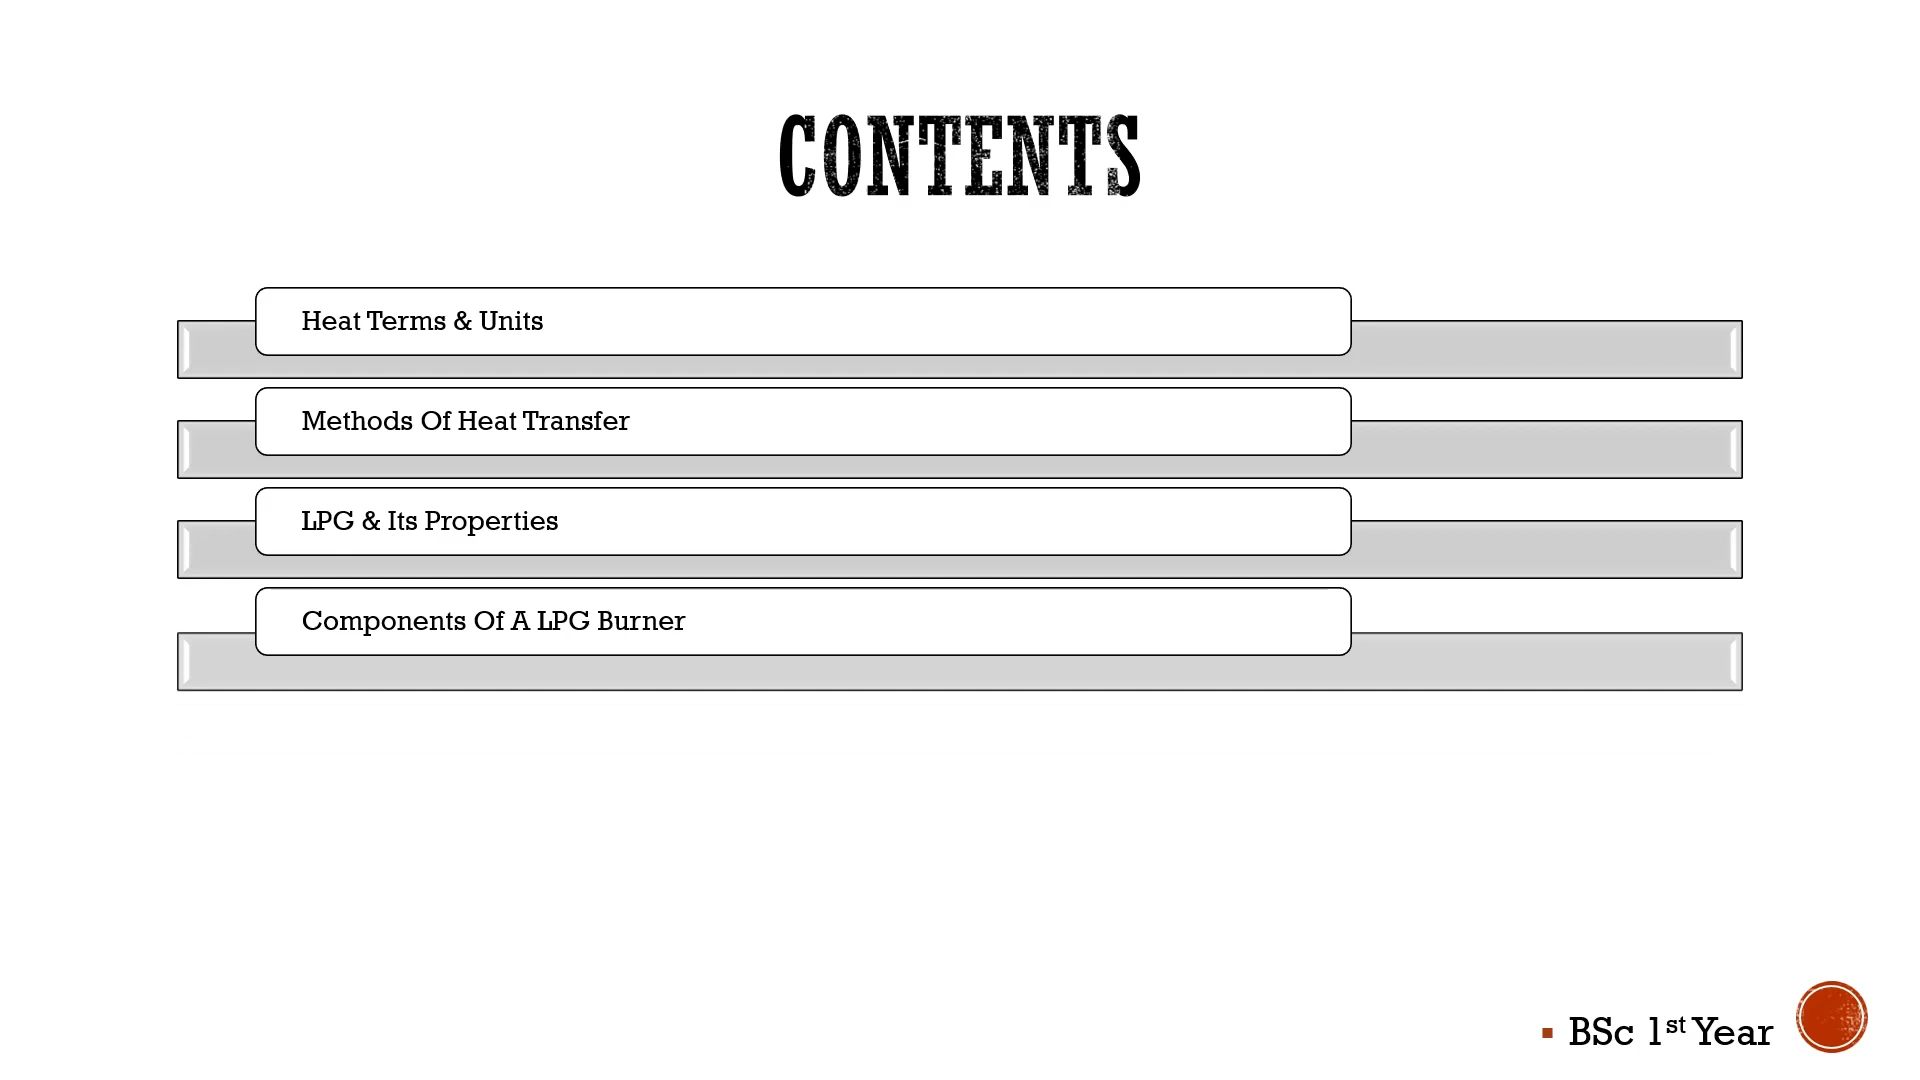 CONTENTS
Heat Terms & Units
Methods Of Heat Transfer
LPG & Its Properties
Components Of A LPG Burner
▪ BSc 1st Year